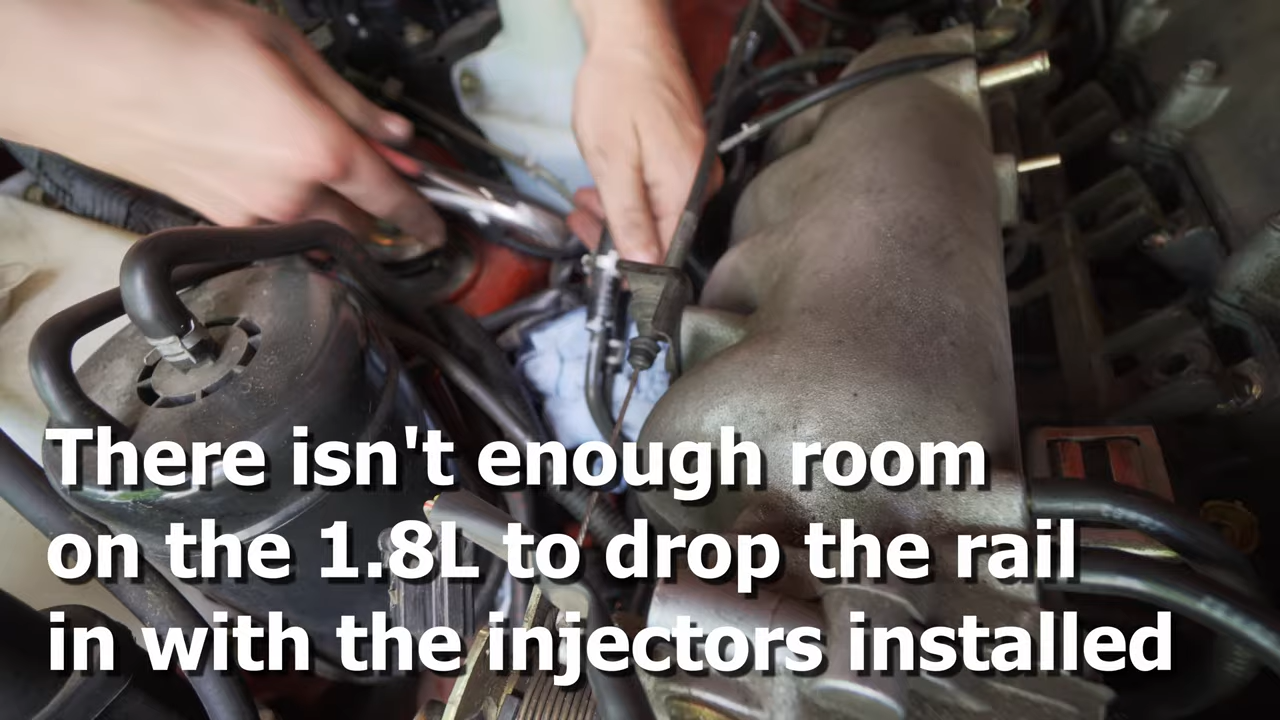 There isn't enough room
on the 1.8L to drop the rail
in with the injectors installed